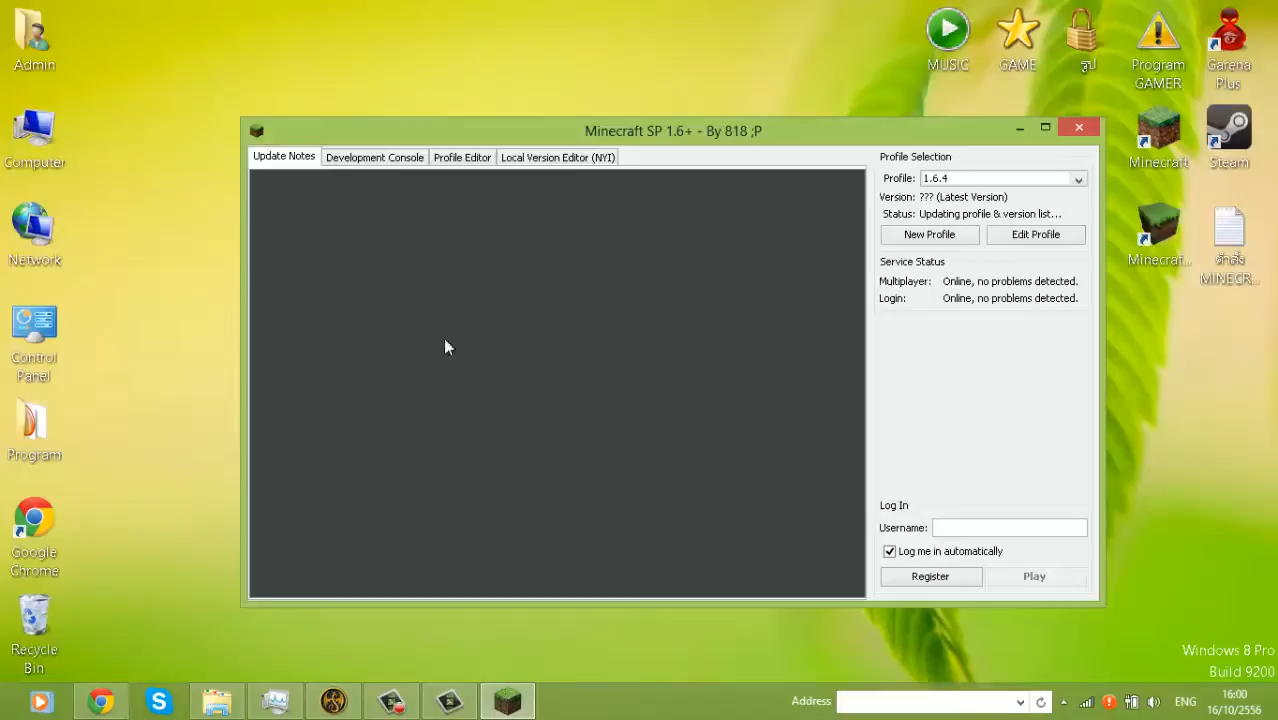 Admin
Computer
Network
Control
Panel
Program
Google
Chrome
Recycle
Bin
MUSIC
GAME
รูป
Program
GAMER
Garena
Plus
Minecraft
Steam
Minecraf...
MINECR...
Minecraft SP 1.6+ - By 818 ;P
Update Notes
Development Console
Profile Editor
Local Version Editor (NYI)
Profile Selection
Profile: 1.6.4
Version: ??? (Latest Version)
Status: Updating profile & version list...
New Profile
Edit Profile
Service Status
Multiplayer: Online, no problems detected.
Login: Online, no problems detected.
Log In
Username:
Log me in automatically
Register
Play
Windows 8 Pro
Build 9200
Address
ENG
16:00
16/10/2556